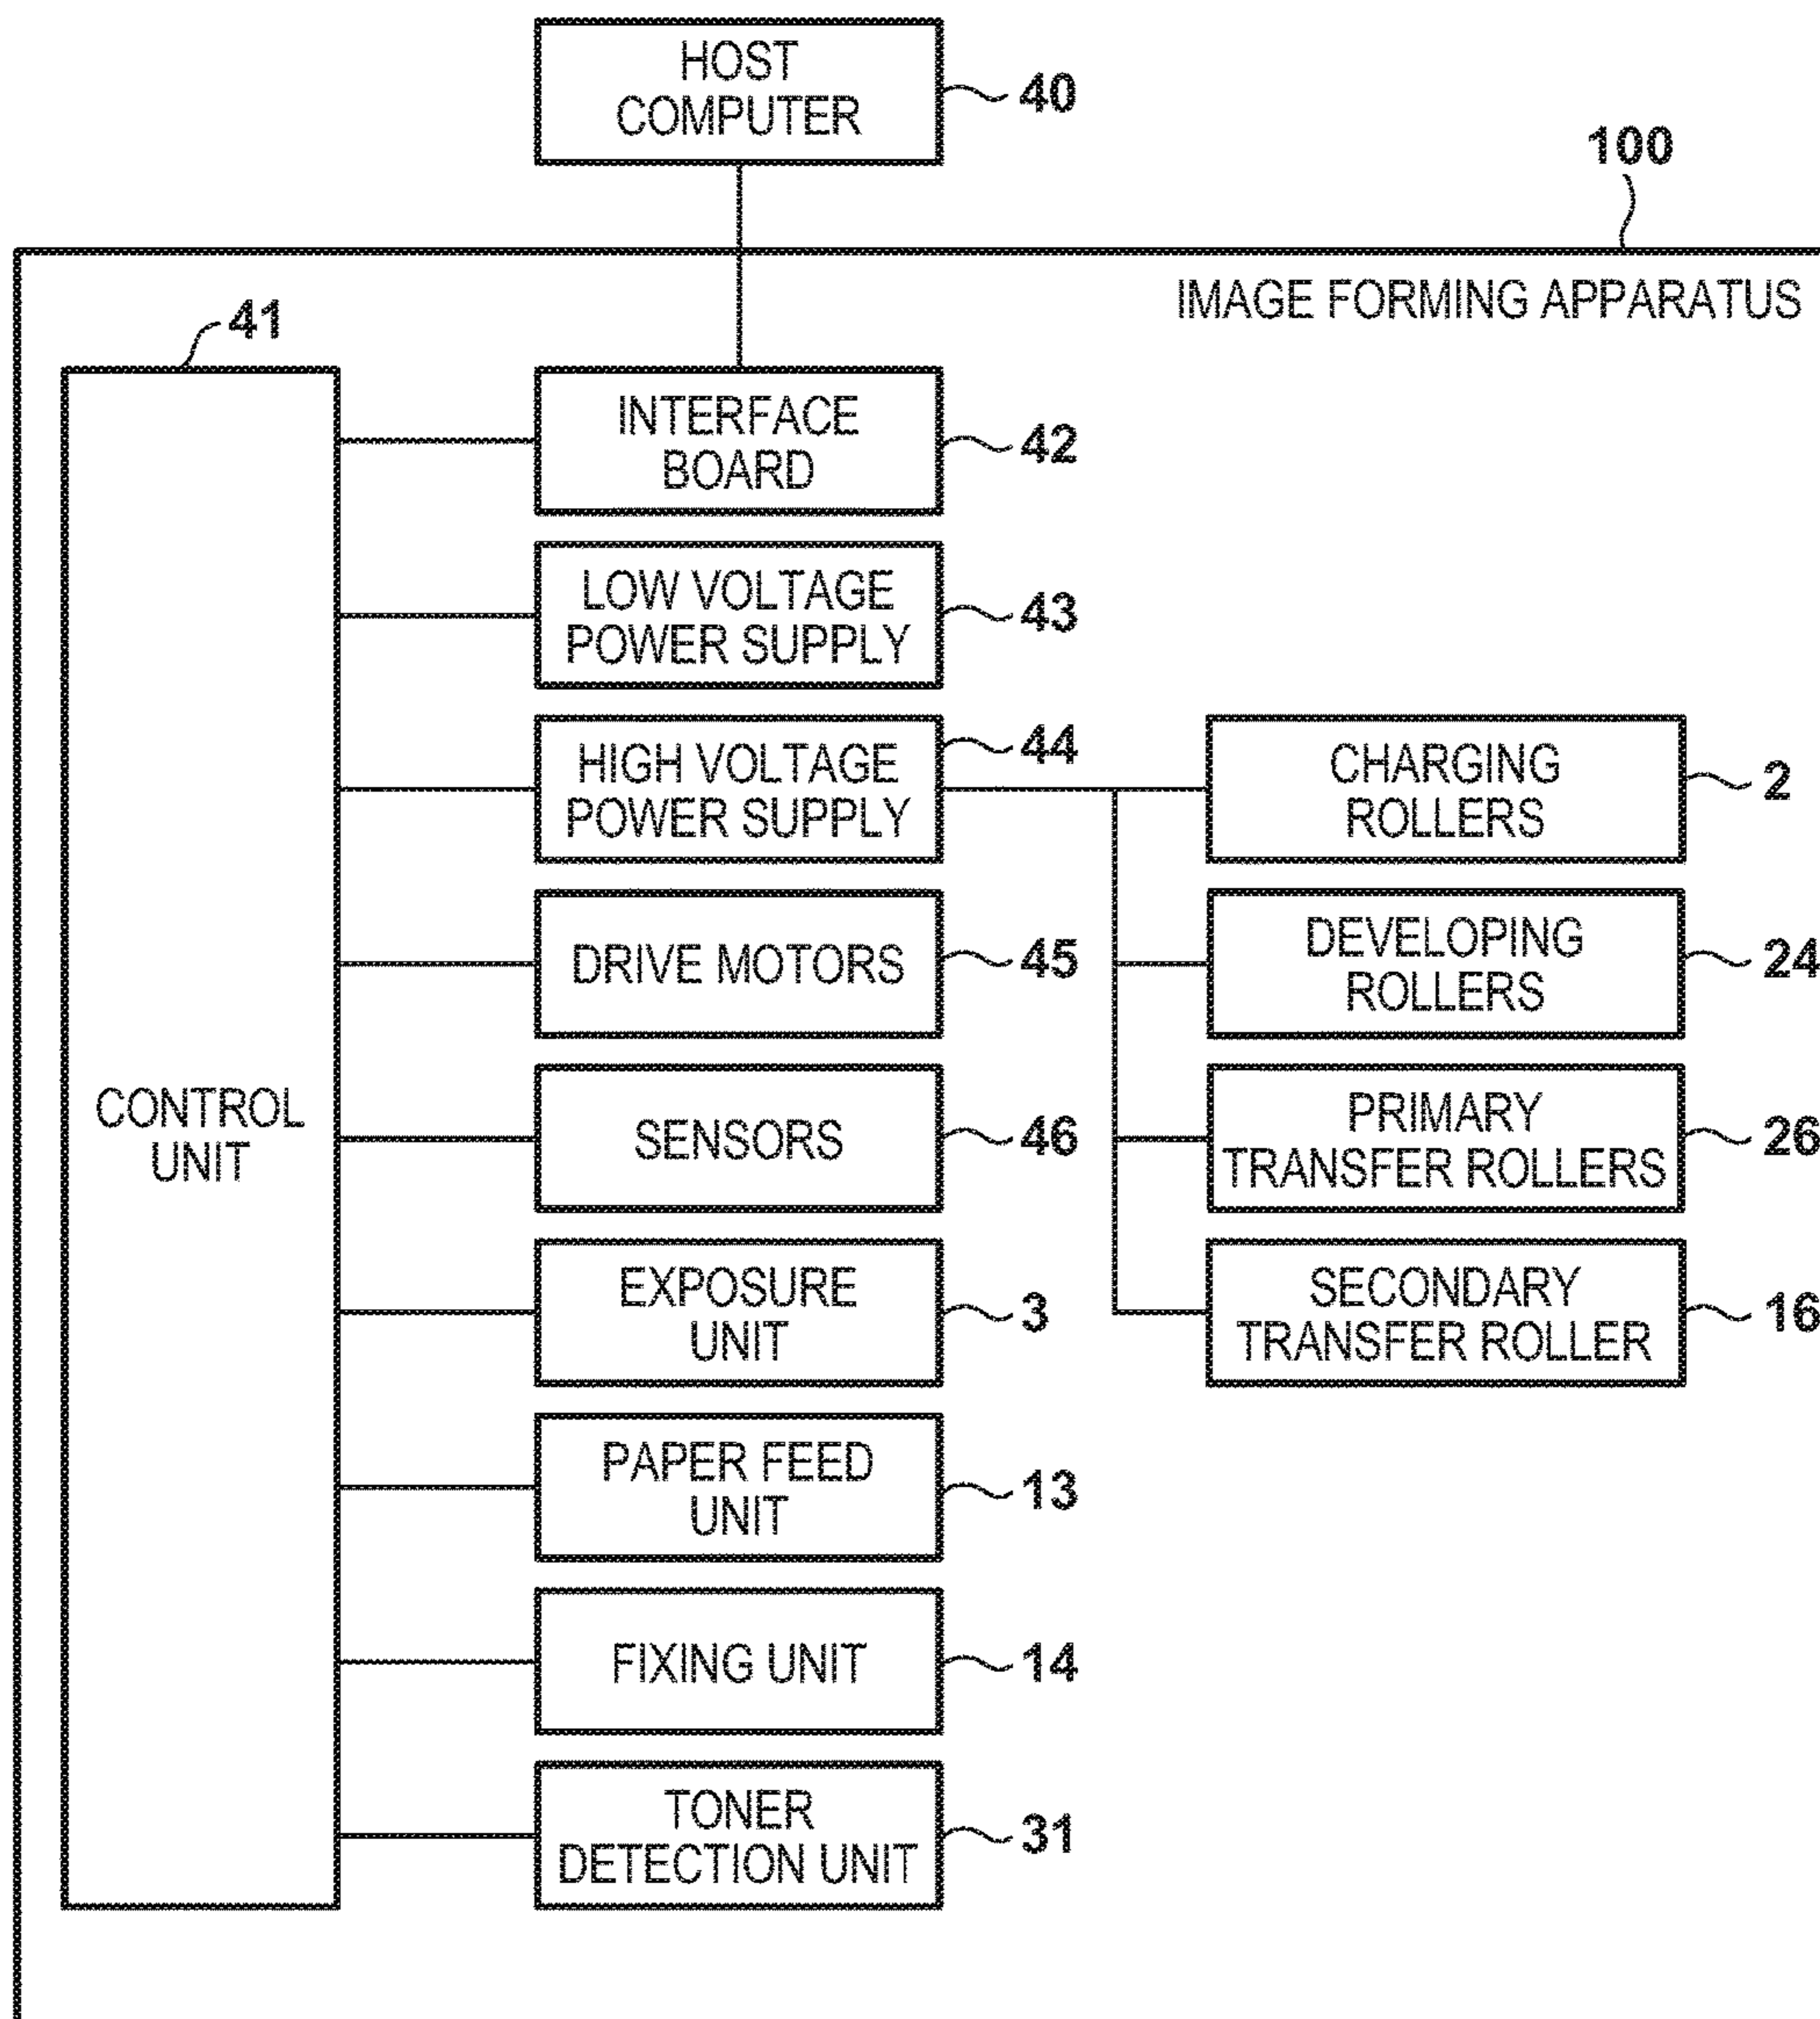 HOST
COMPUTER
40
100
IMAGE FORMING APPARATUS
41
CONTROL
UNIT
INTERFACE
BOARD
42
LOW VOLTAGE
POWER SUPPLY
43
HIGH VOLTAGE
POWER SUPPLY
44
CHARGING
ROLLERS
2
DRIVE MOTORS
45
DEVELOPING
ROLLERS
24
SENSORS
46
PRIMARY
TRANSFER ROLLERS
26
EXPOSURE
UNIT
3
SECONDARY
TRANSFER ROLLER
16
PAPER FEED
UNIT
13
FIXING UNIT
14
TONER
DETECTION UNIT
31